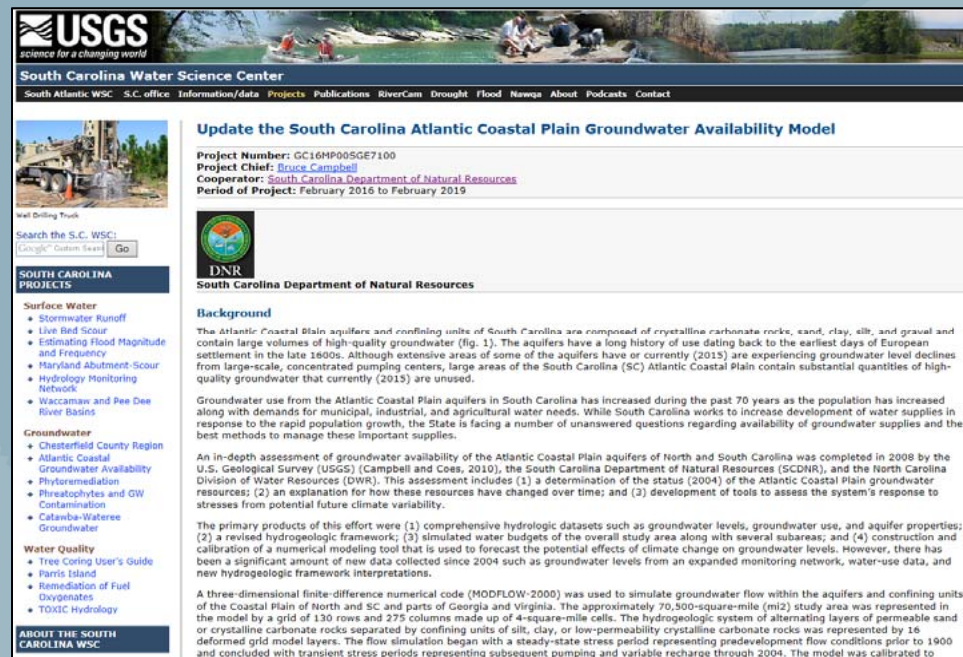 USGS
science for a changing world
South Carolina Water Science Center
South Atlantic WSC S.C. office Information/data Projects Publications RiverCam Drought Flood Nawqa About Podcasts Contact
Well Drilling Truck
Search the S.C. WSC:
Google™ Custom Search Go
SOUTH CAROLINA
PROJECTS
Surface Water
Stormwater Runoff
Live Bed Scour
Estimating Flood Magnitude
and Frequency
Maryland Abutment-Scour
Hydrology Monitoring
Network
Waccamaw and Pee Dee
River Basins
Groundwater
Chesterfield County Region
Atlantic Coastal
Groundwater Availability
Phytoremediation
Phreatophytes and GW
Contamination
Catawba-Wateree
Groundwater
Water Quality
Tree Coring User's Guide
Parris Island
Remediation of Fuel
Oxygenates
TOXIC Hydrology
ABOUT THE SOUTH
CAROLINA WSC
Update the South Carolina Atlantic Coastal Plain Groundwater Availability Model
Project Number: GC16MP005GE7100
Project Chief: Bruce Campbell
Cooperator: South Carolina Department of Natural Resources
Period of Project: February 2016 to February 2019
DNR
South Carolina Department of Natural Resources
Background
The Atlantic Coastal Plain aquifers and confining units of South Carolina are composed of crystalline carbonate rocks, sand, clay, silt, and gravel and
contain large volumes of high-quality groundwater (fig. 1). The aquifers have a long history of use dating back to the earliest days of European
settlement in the late 1600s. Although extensive areas of some of the aquifers have or currently (2015) are experiencing groundwater level declines
from large-scale, concentrated pumping centers, large areas of the South Carolina (SC) Atlantic Coastal Plain contain substantial quantities of high-
quality groundwater that currently (2015) are unused.
Groundwater use from the Atlantic Coastal Plain aquifers in South Carolina has increased during the past 70 years as the population has increased
along with demands for municipal, industrial, and agricultural water needs. While South Carolina works to increase development of water supplies in
response to the rapid population growth, the State is facing a number of unanswered questions regarding availability of groundwater supplies and the
best methods to manage these important supplies.
An in-depth assessment of groundwater availability of the Atlantic Coastal Plain aquifers of North and South Carolina was completed in 2008 by the
U.S. Geological Survey (USGS) (Campbell and Coes, 2010), the South Carolina Department of Natural Resources (SCDNR), and the North Carolina
Division of Water Resources (DWR). This assessment includes (1) a determination of the status (2004) of the Atlantic Coastal Plain groundwater
resources; (2) an explanation for how these resources have changed over time; and (3) development of tools to assess the system's response to
stresses from potential future climate variability.
The primary products of this effort were (1) comprehensive hydrologic datasets such as groundwater levels, groundwater use, and aquifer properties;
(2) a revised hydrogeologic framework; (3) simulated water budgets of the overall study area along with several subareas; and (4) construction and
calibration of a numerical modeling tool that is used to forecast the potential effects of climate change on groundwater levels. However, there has
been a significant amount of new data collected since 2004 such as groundwater levels from an expanded monitoring network, water-use data, and
new hydrogeologic framework interpretations.
A three-dimensional finite-difference numerical code (MODFLOW-2000) was used to simulate groundwater flow within the aquifers and confining units
of the Coastal Plain of North and SC and parts of Georgia and Virginia. The approximately 70,500-square-mile (mi2) study area was represented in
the model by a grid of 130 rows and 275 columns made up of 4-square-mile cells. The hydrogeologic system of alternating layers of permeable sand
or crystalline carbonate rocks separated by confining units of silt, clay, or low-permeability crystalline carbonate rocks was represented by 16
deformed grid model layers. The flow simulation began with a steady-state stress period representing predevelopment flow conditions prior to 1900
and concluded with transient stress periods representing subsequent pumping and variable recharge through 2004. The model was calibrated to